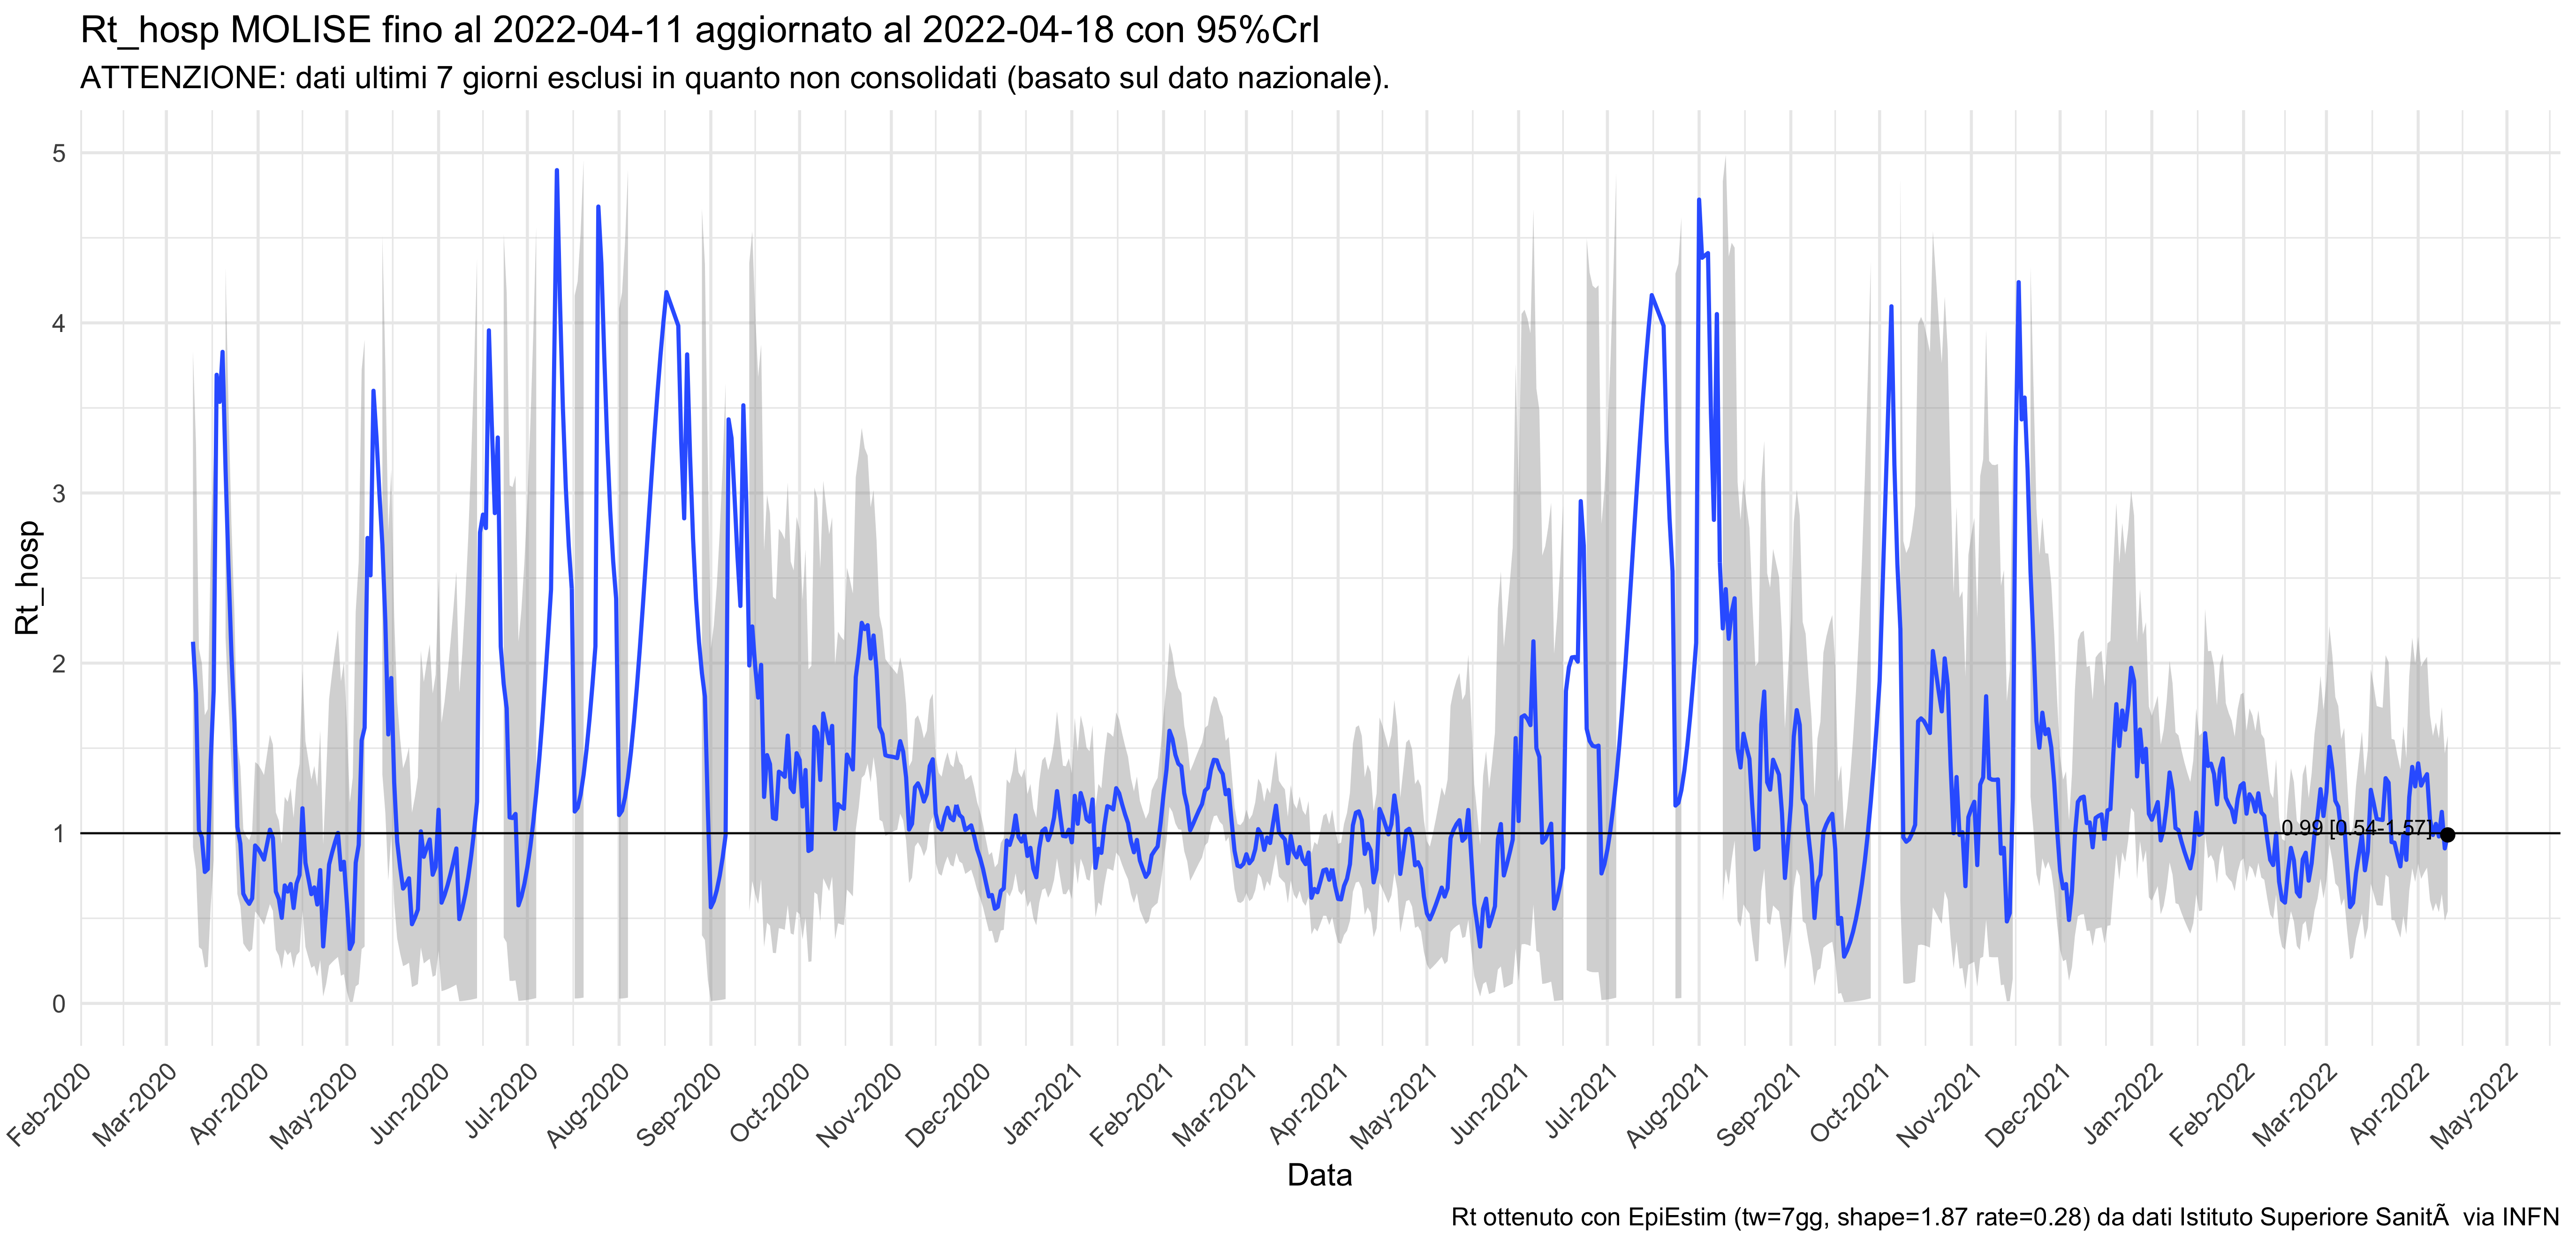 Rt_hosp MOLISE fino al 2022-04-11 aggiornato al 2022-04-18 con 95%CrI
ATTENZIONE: dati ultimi 7 giorni esclusi in quanto non consolidati (basato sul dato nazionale).
Rt_hosp
5
4
3
2
1
0
0.99 [0.54-1.57]
Feb-2020
Mar-2020
Apr-2020
May-2020
Jun-2020
Jul-2020
Aug-2020
Sep-2020
Oct-2020
Nov-2020
Dec-2020
Jan-2021
Feb-2021
Mar-2021
Apr-2021
May-2021
Jun-2021
Jul-2021
Aug-2021
Sep-2021
Oct-2021
Nov-2021
Dec-2021
Jan-2022
Feb-2022
Mar-2022
Apr-2022
May-2022
Data
Rt ottenuto con EpiEstim (tw=7gg, shape=1.87 rate=0.28) da dati Istituto Superiore SanitÃ  via INFN